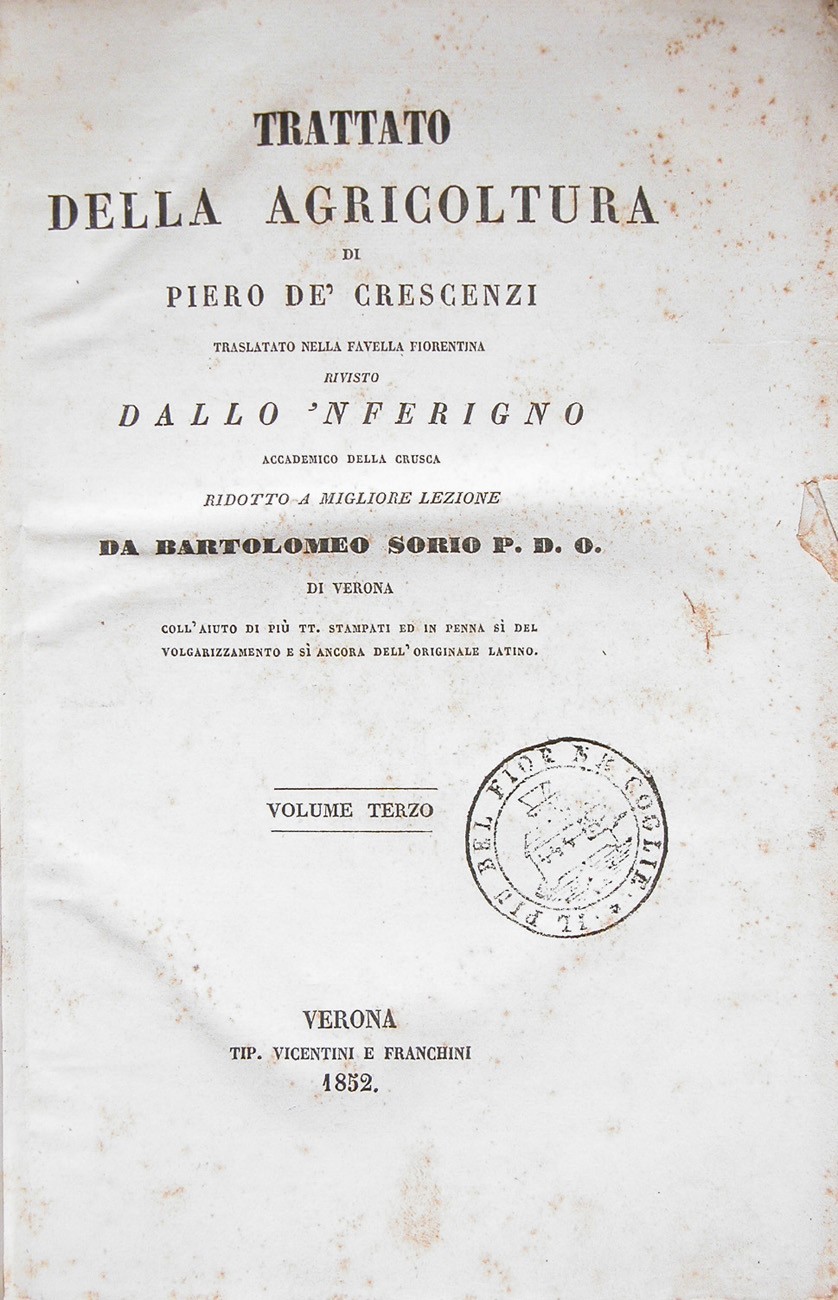 TRATTATO
DELLA AGRICOLTURA
DI
PIERO DE' CRESCENZI
TRASLATATO NELLA FAVELLA FIORENTINA
RIVISTO
DALLO 'NFERIGNO
ACCADEMICO DELLA CRUSCA
RIDOTTO A MIGLIORE LEZIONE
DA BARTOLOMEO SORIO P. D. O.
DI VERONA
COLL'AIUTO DI PIÙ TT. STAMPATI ED IN PENNA SÌ DEL
VOLGARIZZAMENTO E SÌ ANCORA DELL'ORIGINALE LATINO.
VOLUME TERZO
IL PIÙ BEL FIOR NE COGLIE
VERONA
TIP. VICENTINI E FRANCHINI
1852.